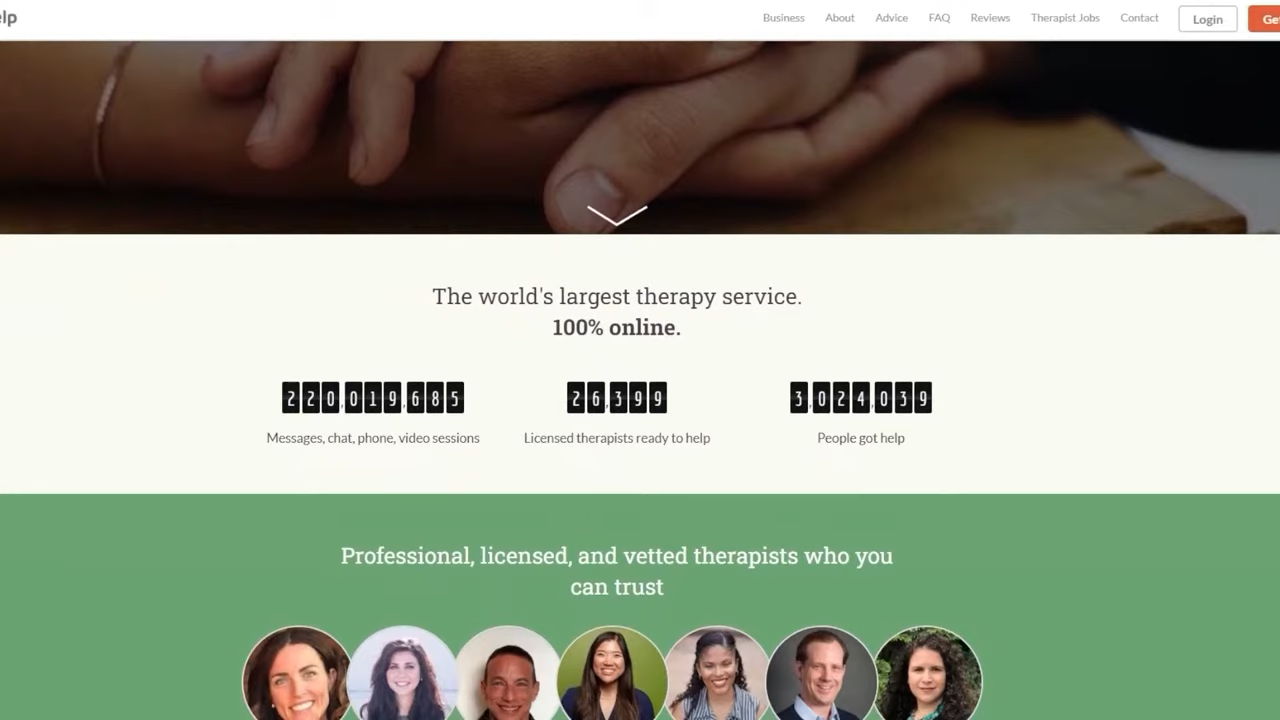 elp
Business About Advice FAQ Reviews Therapist Jobs Contact Login Ge
The world's largest therapy service.
100% online.
220,019,685 26,399 3,024,039
Messages, chat, phone, video sessions Licensed therapists ready to help People got help
Professional, licensed, and vetted therapists who you
can trust